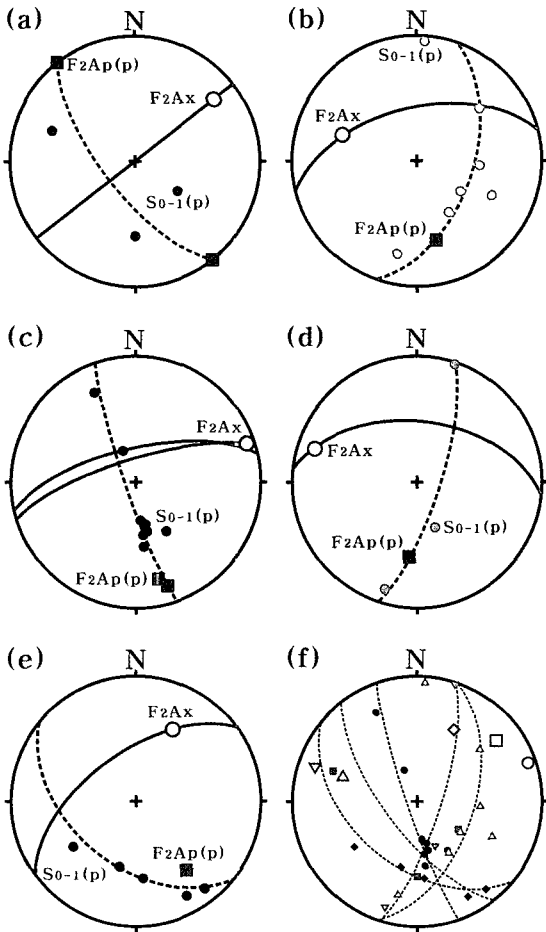 (a)
N
F2Ap(p)
F2Ax
S0-1(p)
(b)
N
S0-1(p)
F2Ax
F2Ap(p)
(c)
N
F2Ax
S0-1(p)
F2Ap(p)
(d)
N
F2Ax
S0-1(p)
F2Ap(p)
(e)
N
F2Ax
S0-1(p)
F2Ap(p)
(f)
N